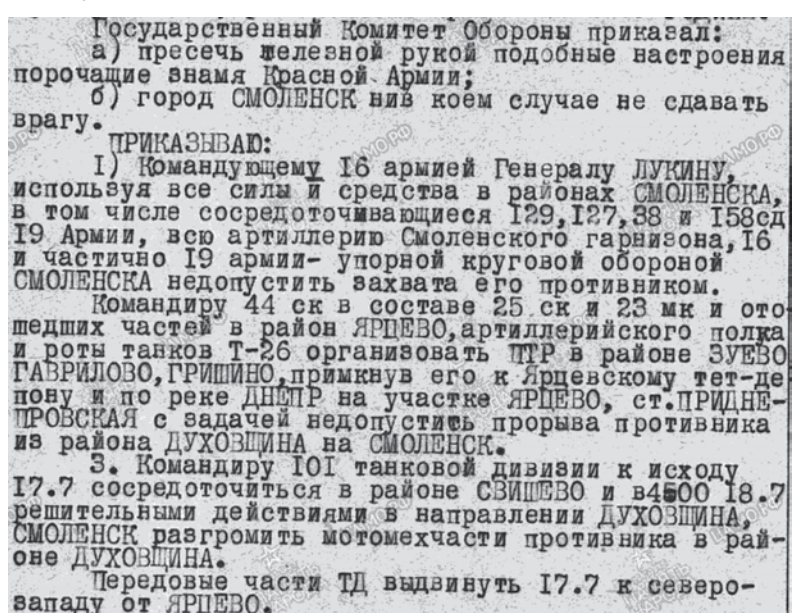 Государственный Комитет Обороны приказал:
а) пресечь железной рукой подобные настроения
порочащие знамя Красной Армии;
б) город СМОЛЕНСК нив коем случае не сдавать
врагу.
ПРИКАЗЫВАЮ:
I) Командующему I6 армией Генералу ЛУКИНУ,
используя все силы и средства в районах СМОЛЕНСКА,
в том числе сосредоточивающиеся I29,I27,38 и I58сд
I9 Армии, всю артиллерию Смоленского гарнизона,I6
и частично I9 армии- упорной круговой обороной
СМОЛЕНСКА недопустить захвата его противником.
Командиру 44 ск в составе 25 ск и 23 мк и ото-
шедших частей в район ЯРЦЕВО,артиллерийского полка
и роты танков Т-26 организовать ПТР в районе ЗУЕВО
ГАВРИЛОВО,ГРИШИНО,примкнув его к Ярцевскому тет-де
пону и по реке ДНЕПР на участке ЯРЦЕВО, ст.ПРИДНЕ-
ПРОВСКАЯ с задачей недопустить прорыва противника
из района ДУХОВЩИНА на СМОЛЕНСК.
3. Командиру I0I танковой дивизии к исходу
I7.7 сосредоточиться в районе СВИЩЕВО и в4500 I8.7
решительными действиями в направлении ДУХОВЩИНА,
СМОЛЕНСК разгромить мотомехчасти противника в рай-
оне ДУХОВЩИНА.
Передовые части ТД выдвинуть I7.7 к северо-
западу от ЯРЦЕВО.